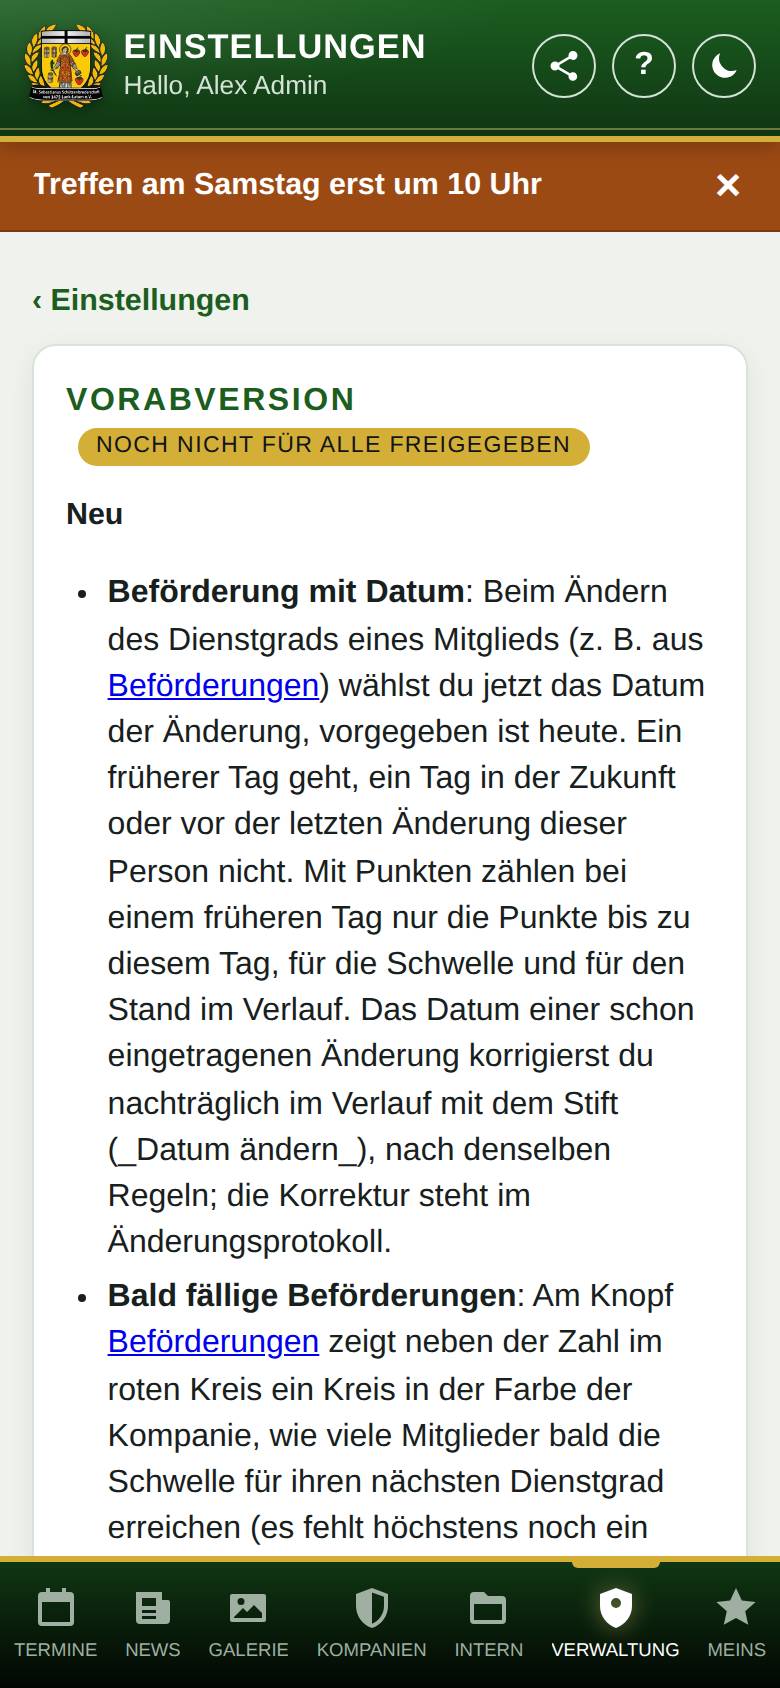 EINSTELLUNGEN
Hallo, Alex Admin
?
Treffen am Samstag erst um 10 Uhr
×
‹ Einstellungen
VORABVERSION
NOCH NICHT FÜR ALLE FREIGEGEBEN
Neu
• Beförderung mit Datum: Beim Ändern
des Dienstgrads eines Mitglieds (z. B. aus
Beförderungen) wählst du jetzt das Datum
der Änderung, vorgegeben ist heute. Ein
früherer Tag geht, ein Tag in der Zukunft
oder vor der letzten Änderung dieser
Person nicht. Mit Punkten zählen bei
einem früheren Tag nur die Punkte bis zu
diesem Tag, für die Schwelle und für den
Stand im Verlauf. Das Datum einer schon
eingetragenen Änderung korrigierst du
nachträglich im Verlauf mit dem Stift
(_Datum ändern_), nach denselben
Regeln; die Korrektur steht im
Änderungsprotokoll.
• Bald fällige Beförderungen: Am Knopf
Beförderungen zeigt neben der Zahl im
roten Kreis ein Kreis in der Farbe der
Kompanie, wie viele Mitglieder bald die
Schwelle für ihren nächsten Dienstgrad
erreichen (es fehlt höchstens noch ein
TERMINE
NEWS
GALERIE
KOMPANIEN
INTERN
VERWALTUNG
MEINS